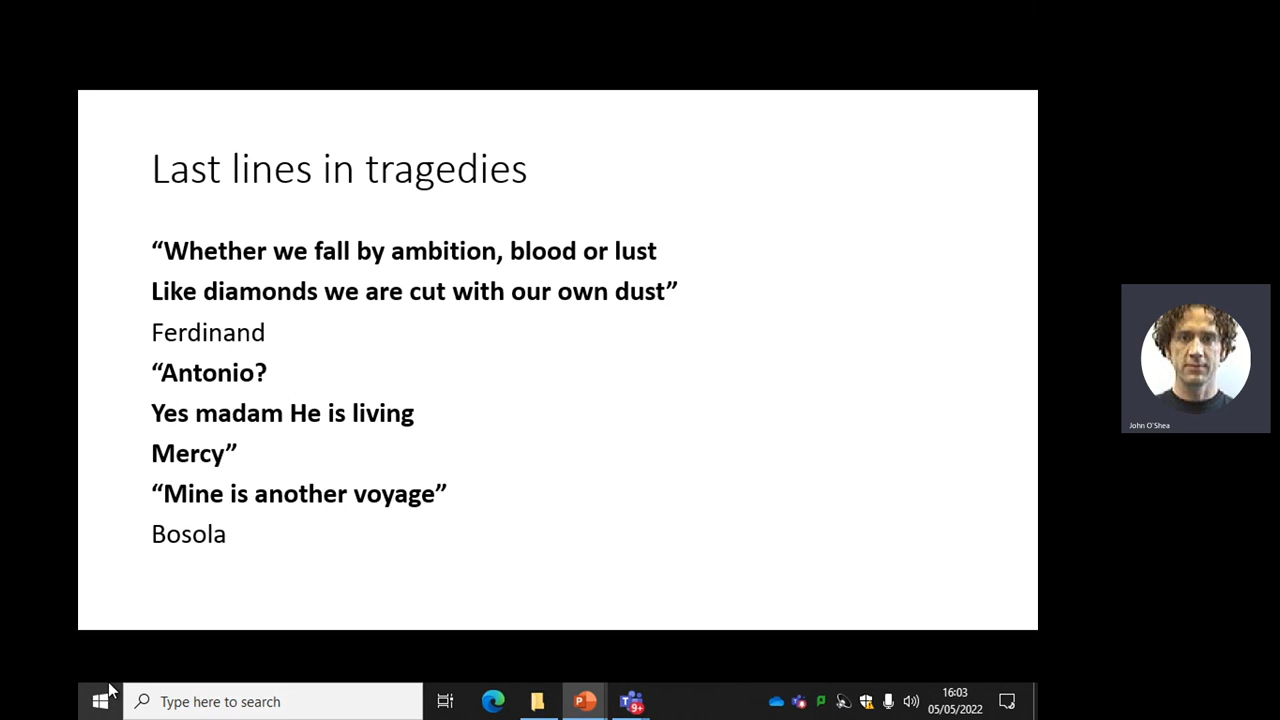 Last lines in tragedies
“Whether we fall by ambition, blood or lust
Like diamonds we are cut with our own dust”
Ferdinand
“Antonio?
Yes madam He is living
Mercy”
“Mine is another voyage”
Bosola
John O'Shea
Type here to search
9+
16:03
05/05/2022